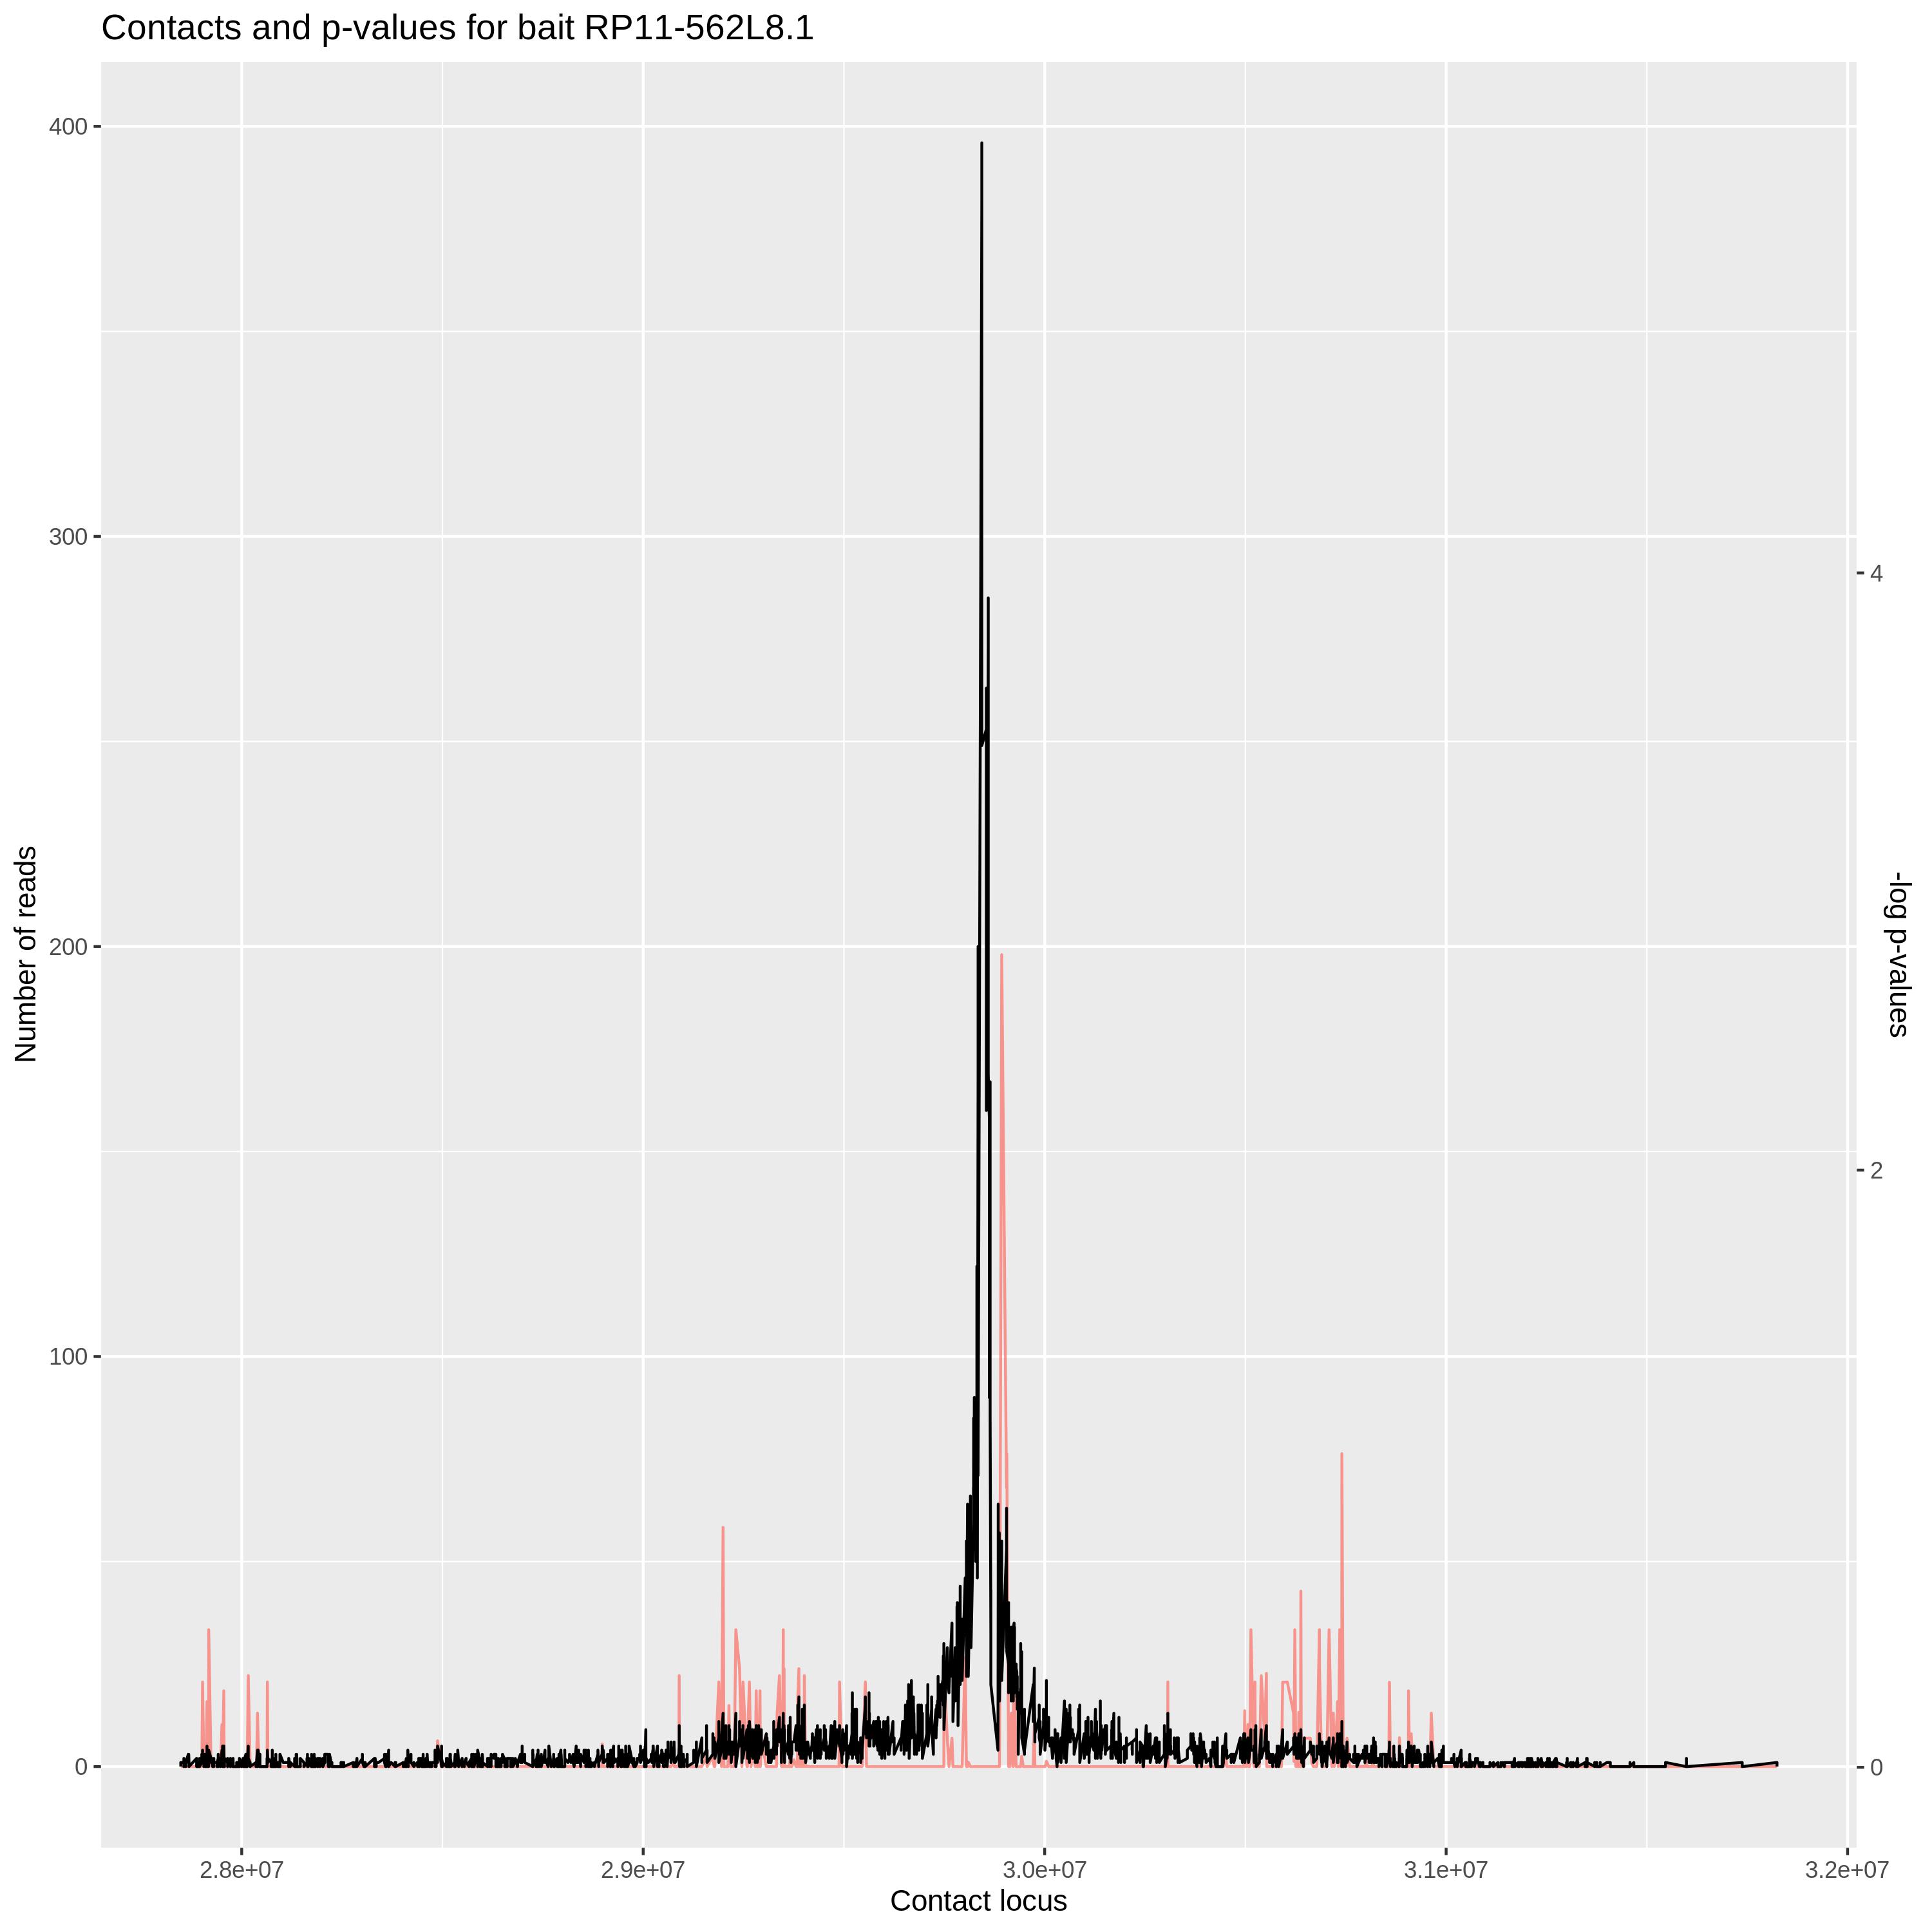 Contacts and p-values for bait RP11-562L8.1
400
300
200
100
0
Number of reads
4
2
0
-log p-values
2.8e+07
2.9e+07
3.0e+07
3.1e+07
3.2e+07
Contact locus